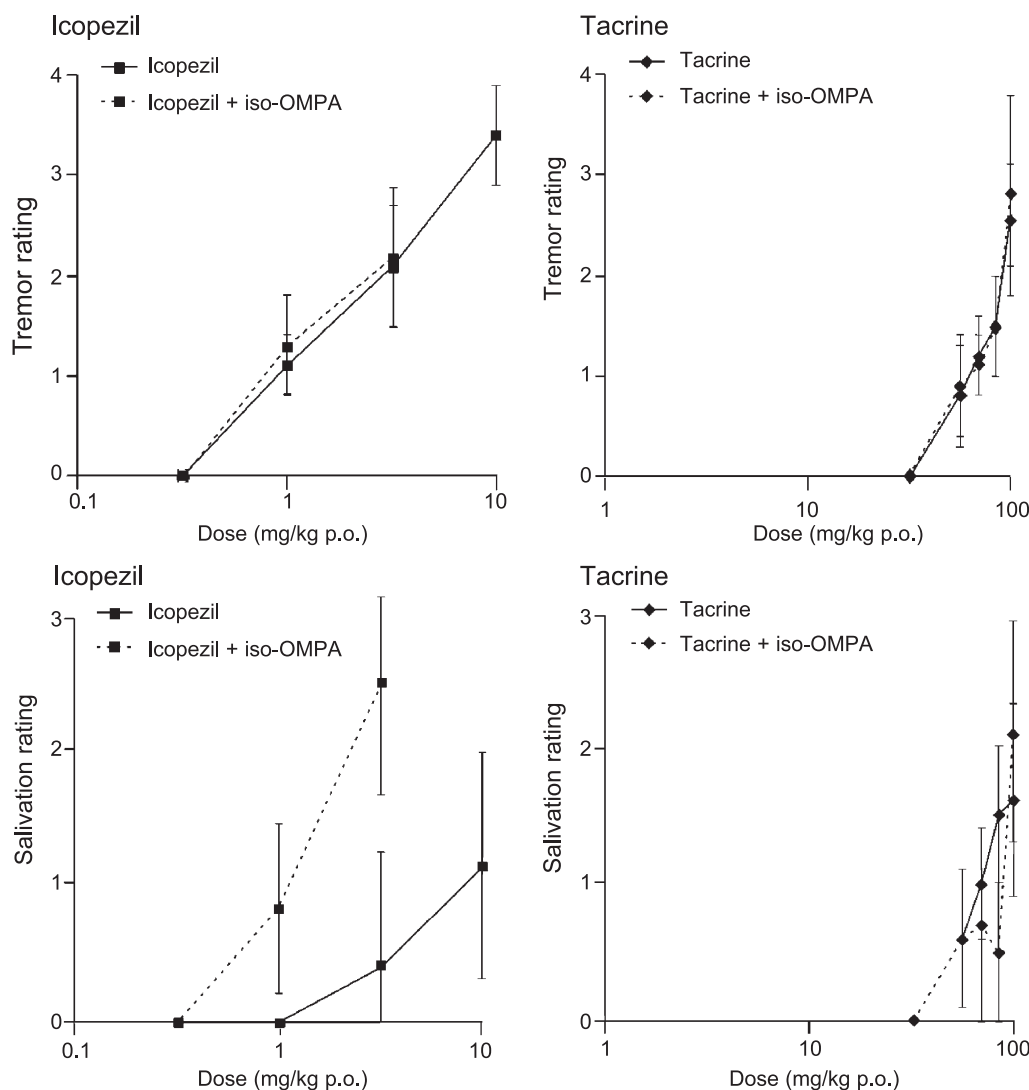 Icopezil
Icopezil
Icopezil + iso-OMPA
4
3
2
1
0
Tremor rating
0.1
1
10
Dose (mg/kg p.o.)
Tacrine
Tacrine
Tacrine + iso-OMPA
4
3
2
1
0
Tremor rating
1
10
100
Dose (mg/kg p.o.)
Icopezil
Icopezil
Icopezil + iso-OMPA
3
2
1
0
Salivation rating
0.1
1
10
Dose (mg/kg p.o.)
Tacrine
Tacrine
Tacrine + iso-OMPA
3
2
1
0
Salivation rating
1
10
100
Dose (mg/kg p.o.)